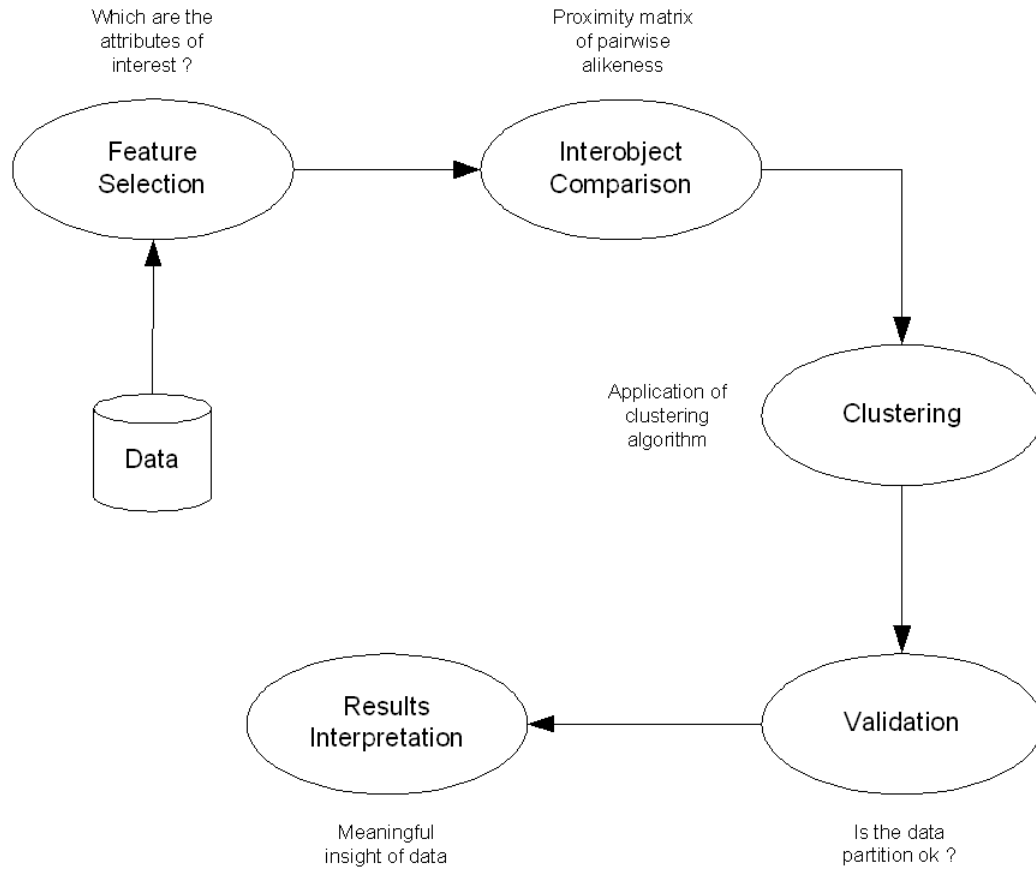 Which are the
attributes of
interest ?
Feature
Selection
Proximity matrix
of pairwise
alikeness
Interobject
Comparison
Data
Application of
clustering
algorithm
Clustering
Validation
Is the data
partition ok ?
Results
Interpretation
Meaningful
insight of data